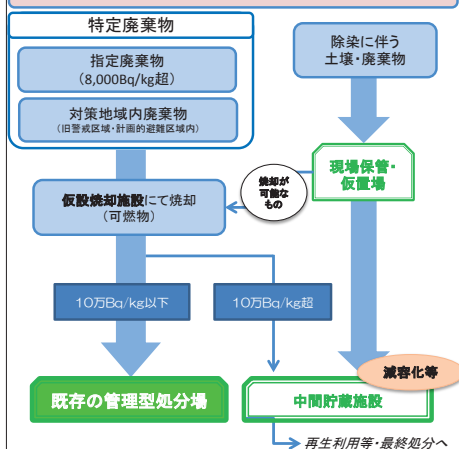 特定廃棄物
指定廃棄物
（8,000Bq/kg超）
対策地域内廃棄物
（旧警戒区域・計画的避難区域内）
除染に伴う
土壌・廃棄物
現場保管・
仮置場
焼却が
可能な
もの
仮設焼却施設にて焼却
（可燃物）
10万Bq/kg以下
10万Bq/kg超
減容化等
既存の管理型処分場
中間貯蔵施設
再生利用等・最終処分へ